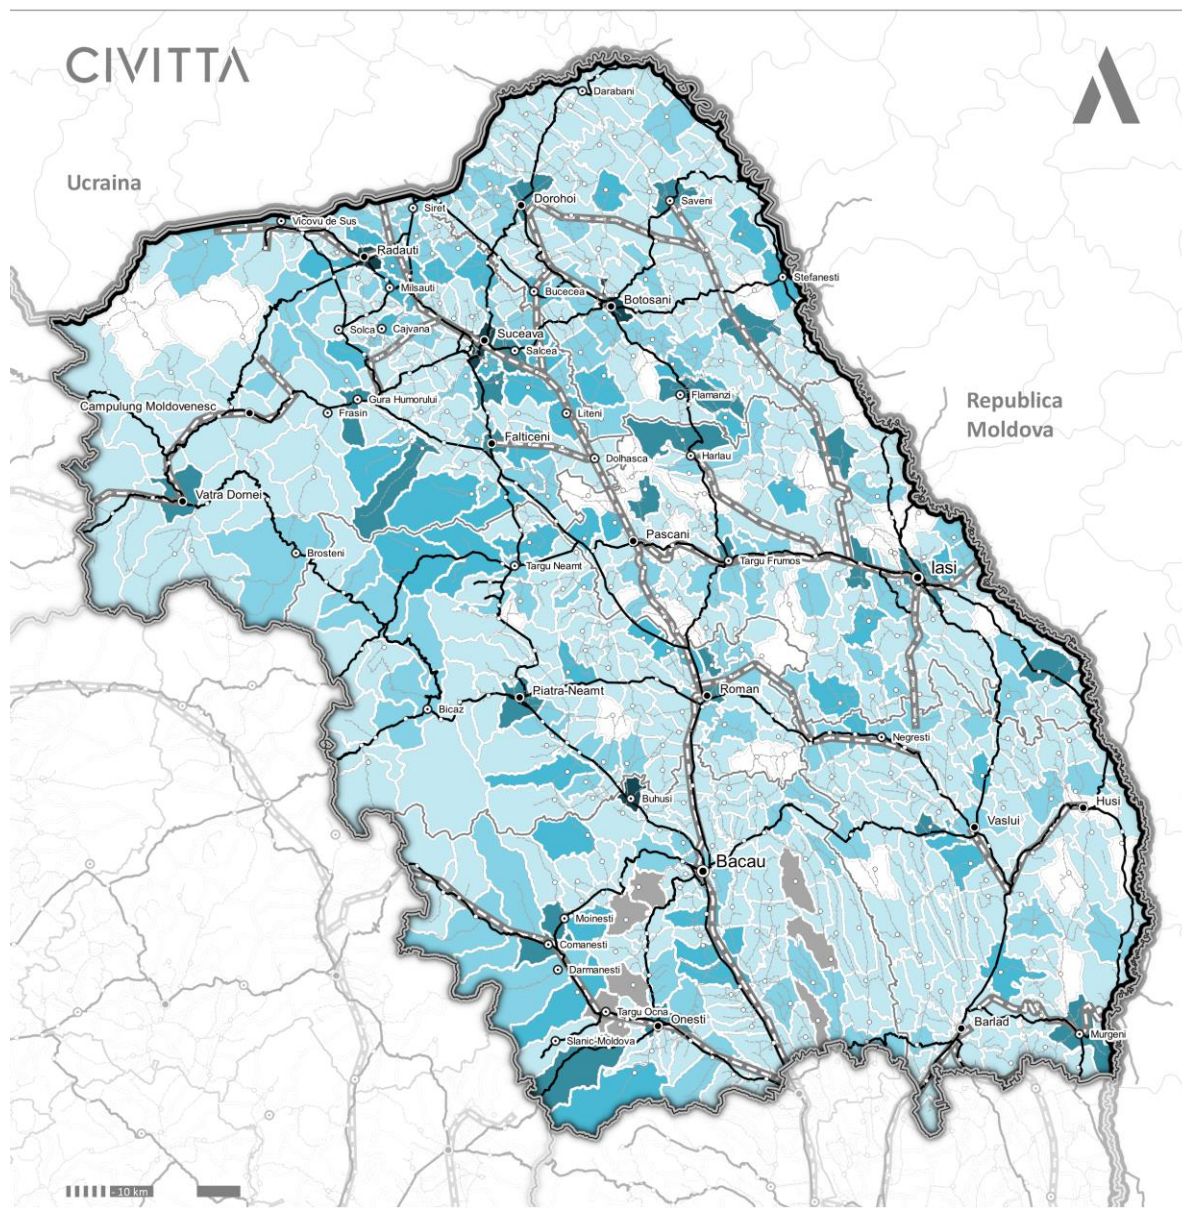 CIVITTA
Darabani
Ucraina
Dorohoi
Saveni
Siret
Vicovu de Sus
Radauti
Stefanesti
Milsauti
Bucecea
Botosani
Solca
Cajvana
Suceava
Salcea
Republica
Moldova
Gura Humorului
Flamanzi
Campulung Moldovenesc
Frasin
Liteni
Falticeni
Dolhasca
Harlau
Vatra Dornei
Pascani
Brosteni
Targu Neamt
Targu Frumos
Iasi
Piatra-Neamt
Roman
Bicaz
Negresti
Buhusi
Husi
Vaslui
Bacau
Moinesti
Comanesti
Darmanesti
Targu Ocna
Onesti
Barlad
Murgeni
Slanic-Moldova
- 10 km